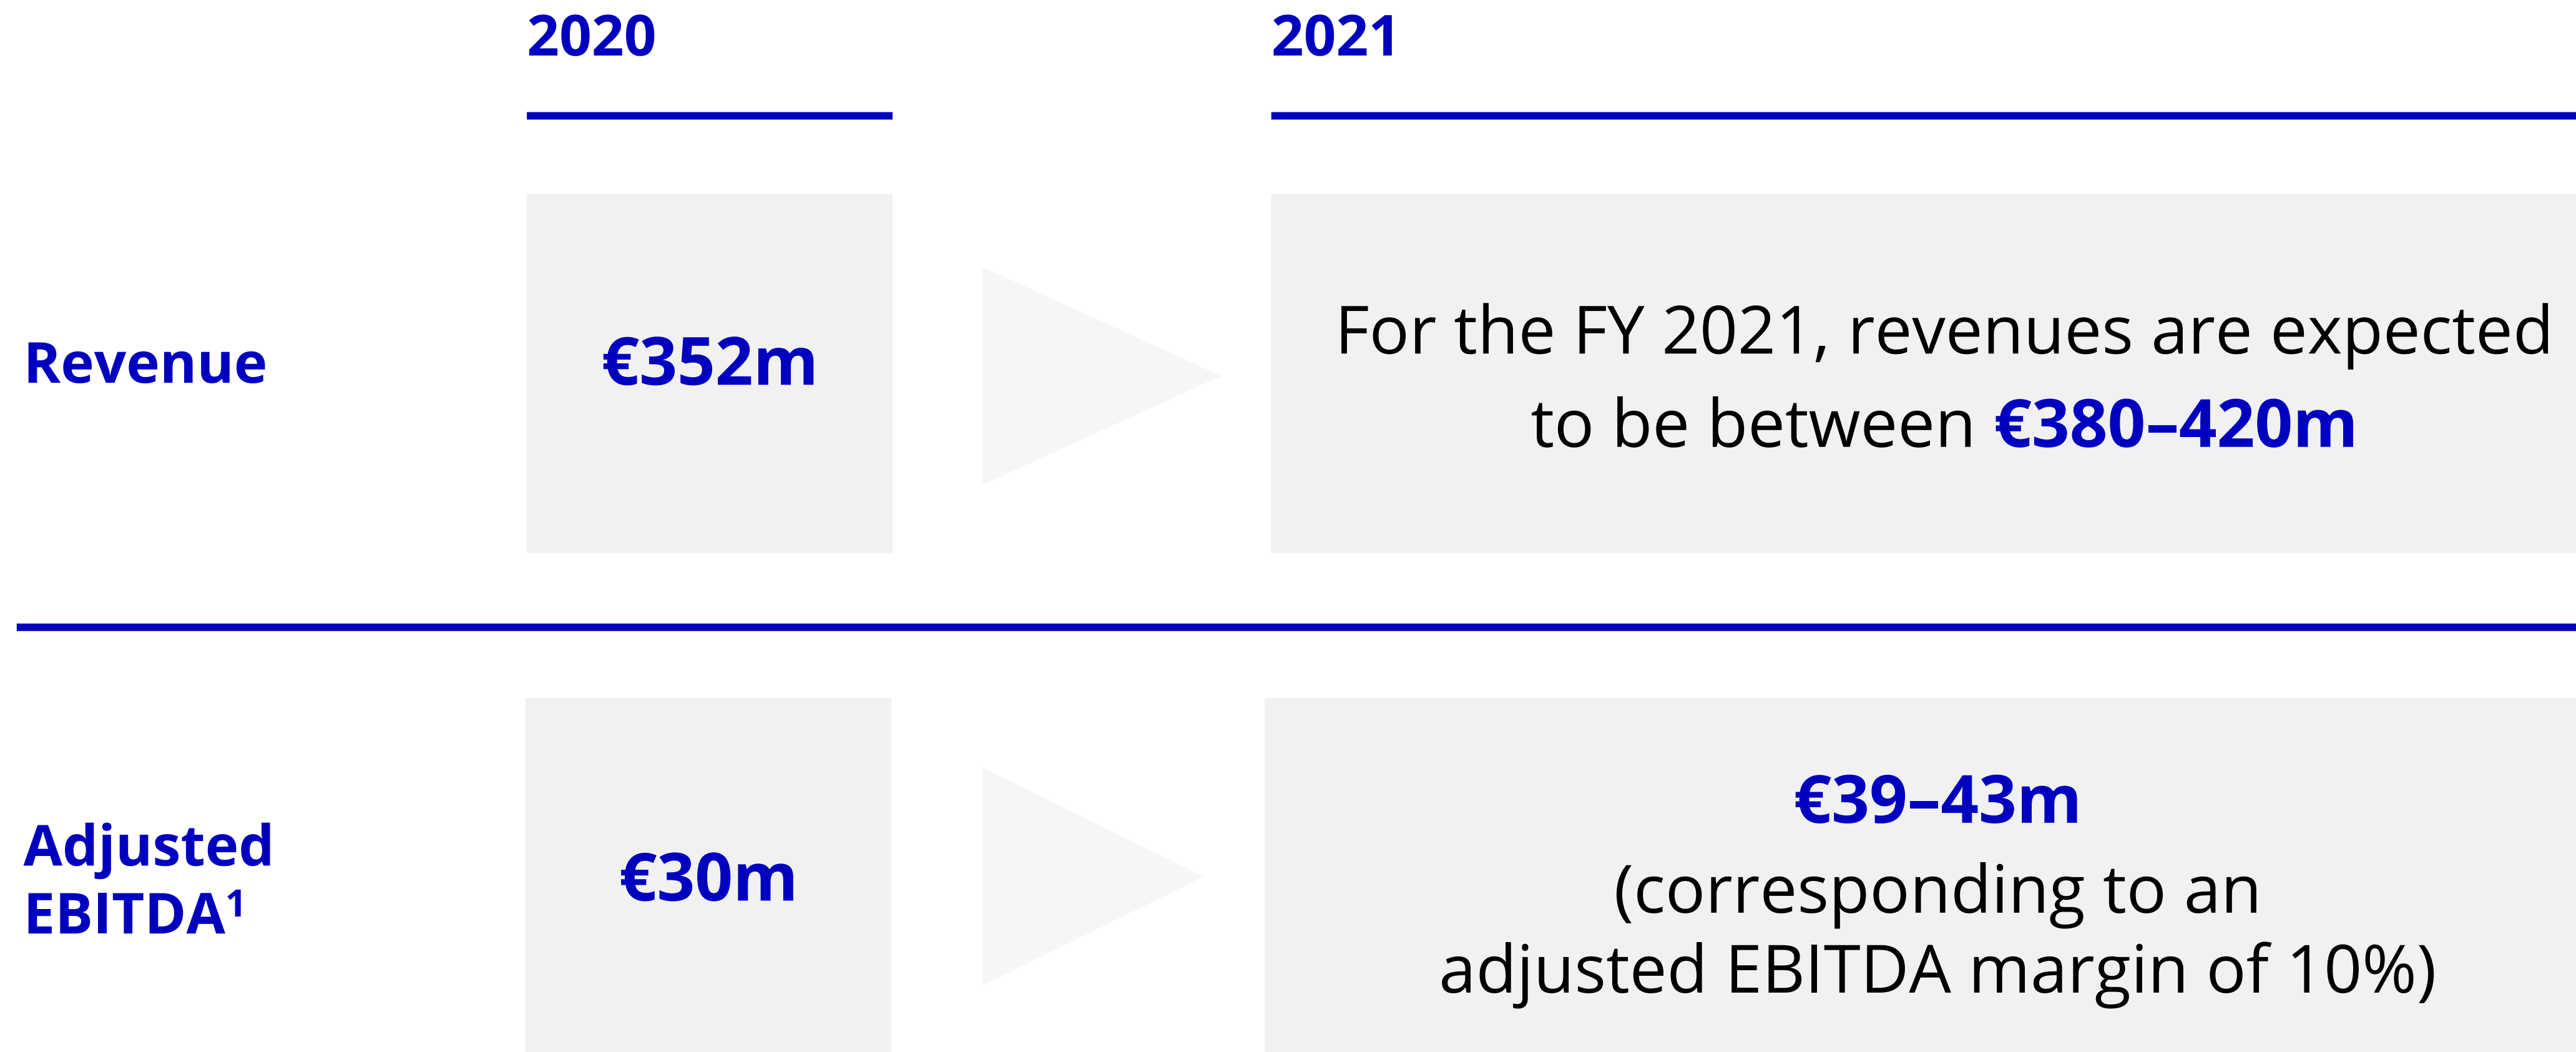 2020
2021
Revenue
€352m
For the FY 2021, revenues are expected
to be between €380–420m
Adjusted
EBITDA¹
€30m
€39–43m
(corresponding to an
adjusted EBITDA margin of 10%)